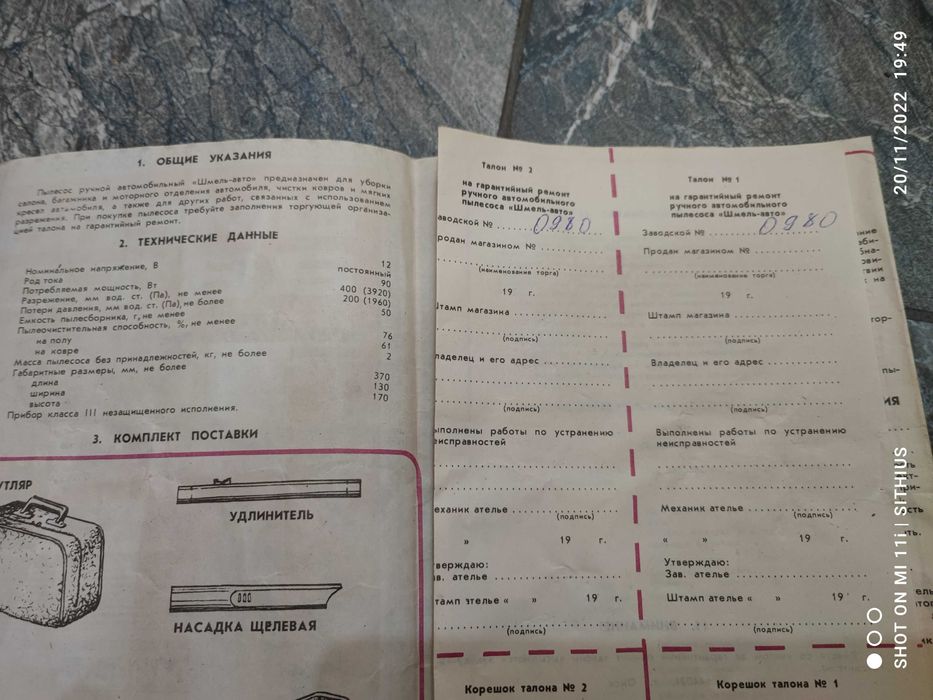 1. ОБЩИЕ УКАЗАНИЯ
Пылесос ручной автомобильный «Шмель-авто» предназначен для уборки
салона, багажника и моторного отделения автомобиля, чистки ковров и мягких
кресел автомобиля, а также для других работ, связанных с использованием
разрежения. При покупке пылесоса требуйте заполнения торгующей организа-
цией талона на гарантийный ремонт.
2. ТЕХНИЧЕСКИЕ ДАННЫЕ
Номинальное напряжение, В 12
Род тока постоянный
Потребляемая мощность, Вт 90
Разрежение, мм вод. ст. (Па), не менее 400 (3920)
Потери давления, мм вод. ст. (Па), не более 200 (1960)
Емкость пылесборника, г, не менее 50
Пылеочистительная способность, %, не менее
на полу 76
на ковре 61
Масса пылесоса без принадлежностей, кг, не более 2
Габаритные размеры, мм, не более
длина 370
ширина 130
высота 170
Прибор класса III незащищенного исполнения.
3. КОМПЛЕКТ ПОСТАВКИ
УТЛЯР
УДЛИНИТЕЛЬ
НАСАДКА ЩЕЛЕВАЯ
Талон № 2
на гарантийный ремонт
ручного автомобильного
пылесоса «Шмель-авто»
аводской № 0980
родан магазином №
(наименование торга)
19 г.
Штамп магазина
(подпись)
ладелец и его адрес
(подпись)
ыполнены работы по устранению
еисправностей
еханик ателье
(подпись)
» 19 г.
тверждаю:
ав. ателье
тамп ателье « » 19 г.
(подпись)
Корешок талона № 2
Талон № 1
на гарантийный ремонт
ручного автомобильного
пылесоса «Шмель-авто»
Заводской № 0980
Продан магазином №
(наименование торга)
19 г.
Штамп магазина
(подпись)
Владелец и его адрес
(подпись)
Выполнены работы по устранению
неисправностей
Механик ателье
(подпись)
« » 19 г.
Утверждаю:
Зав. ателье
Штамп ателье « » 19 г.
(подпись)
Корешок талона № 1
20/11/2022 19:49
SHOT ON MI 11i | SITHIUS